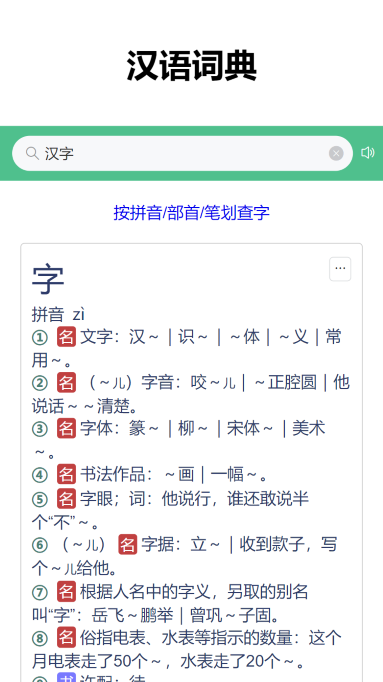 汉语词典
汉字
按拼音/部首/笔划查字
字
拼音 zì
① 名 文字：汉～｜识～｜～体｜～义｜常
用～。
② 名 （～儿）字音：咬～儿｜～正腔圆｜他
说话～～清楚。
③ 名 字体：篆～｜柳～｜宋体～｜美术
～。
④ 名 书法作品：～画｜一幅～。
⑤ 名 字眼；词：他说行，谁还敢说半
个“不”～。
⑥ （～儿） 名 字据：立～｜收到款子，写
个～儿给他。
⑦ 名 根据人名中的字义，另取的别名
叫“字”：岳飞～鹏举｜曾巩～子固。
⑧ 名 俗指电表、水表等指示的数量：这个
月电表走了50个～，水表走了20个～。
⑨ 书 许配：待